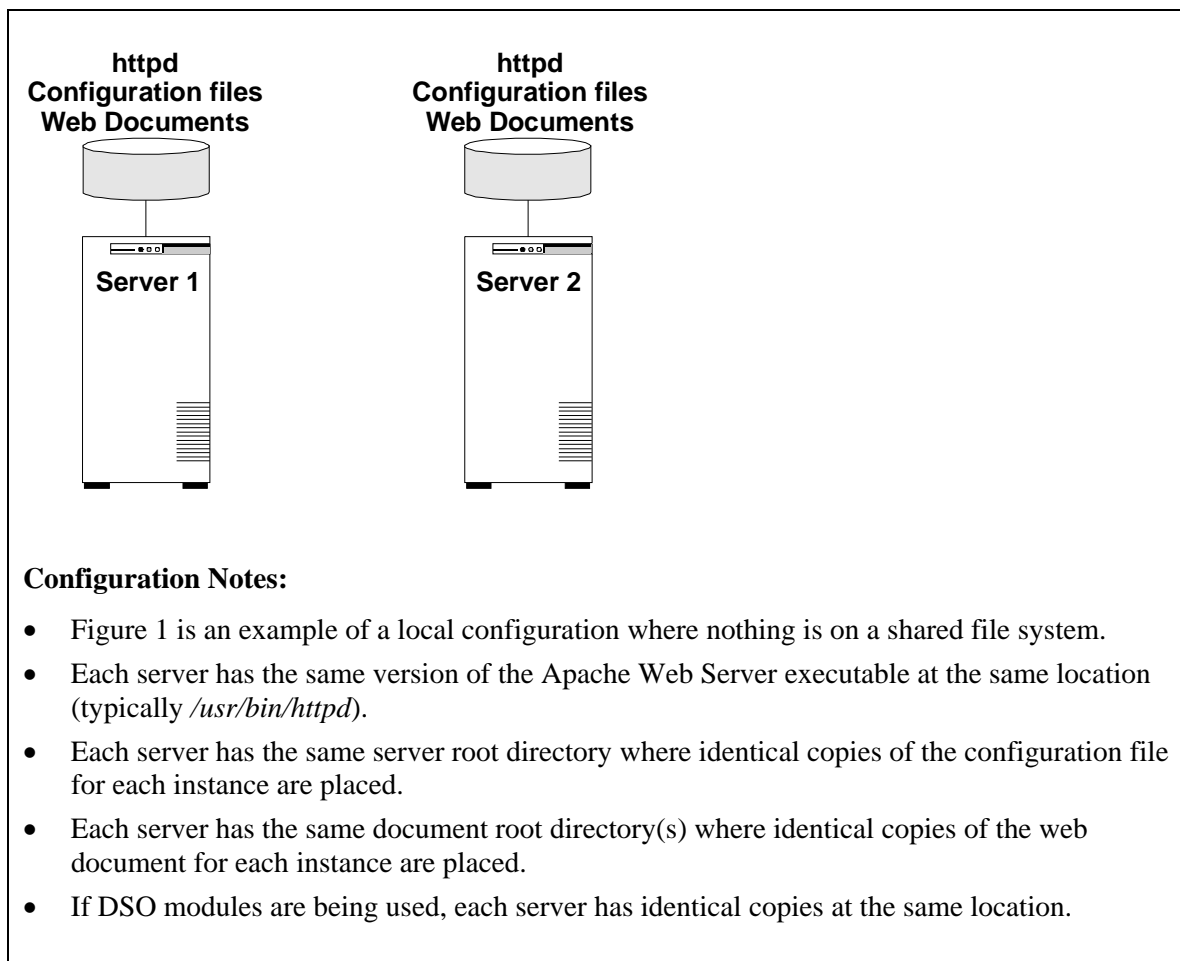 httpd
Configuration files
Web Documents
httpd
Configuration files
Web Documents
Server 1
Server 2
Configuration Notes:
• Figure 1 is an example of a local configuration where nothing is on a shared file system.
• Each server has the same version of the Apache Web Server executable at the same location
(typically /usr/bin/httpd).
• Each server has the same server root directory where identical copies of the configuration file
for each instance are placed.
• Each server has the same document root directory(s) where identical copies of the web
document for each instance are placed.
• If DSO modules are being used, each server has identical copies at the same location.